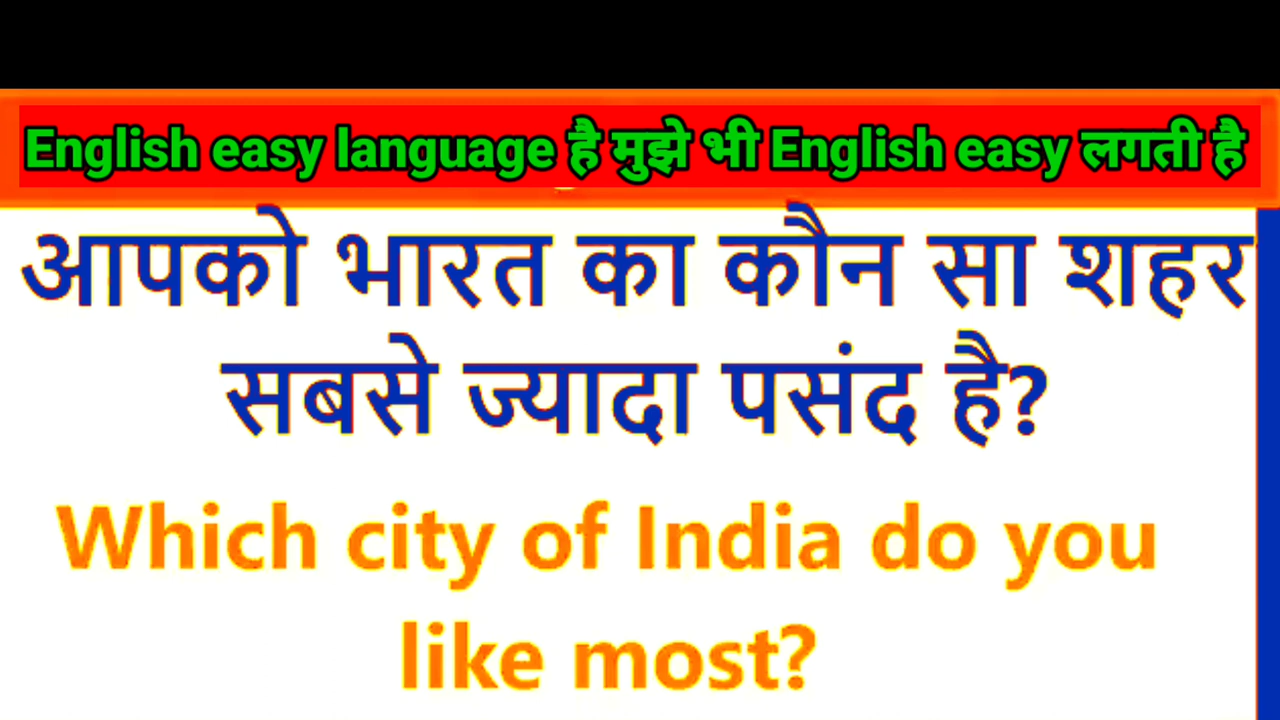 English easy language है मुझे भी English easy लगती है
आपको भारत का कौन सा शहर
सबसे ज्यादा पसंद है?
Which city of India do you
like most?